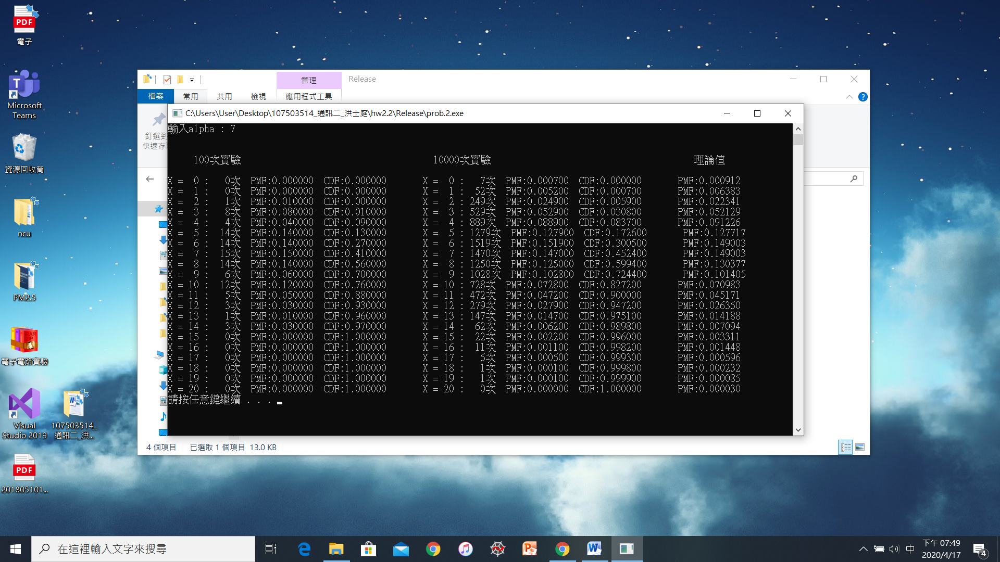 電子
Microsoft
Teams
資源回收筒
ncu
PM2.5
電子電路實驗
Visual
Studio 2019
107503514_
通訊二_洪...
201805101...
管理
Release
檔案
常用
共用
檢視
應用程式工具
釘選到
快速存
C:\Users\User\Desktop\107503514_通訊二_洪士庭\hw2.2\Release\prob.2.exe
輸入alpha : 7
100次實驗 10000次實驗 理論值
X = 0 : 0次 PMF:0.000000 CDF:0.000000 X = 0 : 7次 PMF:0.000700 CDF:0.000000 PMF:0.000912
X = 1 : 0次 PMF:0.000000 CDF:0.000000 X = 1 : 52次 PMF:0.005200 CDF:0.000700 PMF:0.006383
X = 2 : 1次 PMF:0.010000 CDF:0.000000 X = 2 : 249次 PMF:0.024900 CDF:0.005900 PMF:0.022341
X = 3 : 8次 PMF:0.080000 CDF:0.010000 X = 3 : 529次 PMF:0.052900 CDF:0.030800 PMF:0.052129
X = 4 : 4次 PMF:0.040000 CDF:0.090000 X = 4 : 889次 PMF:0.088900 CDF:0.083700 PMF:0.091226
X = 5 : 14次 PMF:0.140000 CDF:0.130000 X = 5 : 1279次 PMF:0.127900 CDF:0.172600 PMF:0.127717
X = 6 : 14次 PMF:0.140000 CDF:0.270000 X = 6 : 1519次 PMF:0.151900 CDF:0.300500 PMF:0.149003
X = 7 : 15次 PMF:0.150000 CDF:0.410000 X = 7 : 1470次 PMF:0.147000 CDF:0.452400 PMF:0.149003
X = 8 : 14次 PMF:0.140000 CDF:0.560000 X = 8 : 1250次 PMF:0.125000 CDF:0.599400 PMF:0.130377
X = 9 : 6次 PMF:0.060000 CDF:0.700000 X = 9 : 1028次 PMF:0.102800 CDF:0.724400 PMF:0.101405
X = 10 : 12次 PMF:0.120000 CDF:0.760000 X = 10 : 728次 PMF:0.072800 CDF:0.827200 PMF:0.070983
X = 11 : 5次 PMF:0.050000 CDF:0.880000 X = 11 : 472次 PMF:0.047200 CDF:0.900000 PMF:0.045171
X = 12 : 3次 PMF:0.030000 CDF:0.930000 X = 12 : 279次 PMF:0.027900 CDF:0.947200 PMF:0.026350
X = 13 : 1次 PMF:0.010000 CDF:0.960000 X = 13 : 147次 PMF:0.014700 CDF:0.975100 PMF:0.014188
X = 14 : 3次 PMF:0.030000 CDF:0.970000 X = 14 : 62次 PMF:0.006200 CDF:0.989800 PMF:0.007094
X = 15 : 0次 PMF:0.000000 CDF:1.000000 X = 15 : 22次 PMF:0.002200 CDF:0.996000 PMF:0.003311
X = 16 : 0次 PMF:0.000000 CDF:1.000000 X = 16 : 11次 PMF:0.001100 CDF:0.998200 PMF:0.001448
X = 17 : 0次 PMF:0.000000 CDF:1.000000 X = 17 : 5次 PMF:0.000500 CDF:0.999300 PMF:0.000596
X = 18 : 0次 PMF:0.000000 CDF:1.000000 X = 18 : 1次 PMF:0.000100 CDF:0.999800 PMF:0.000232
X = 19 : 0次 PMF:0.000000 CDF:1.000000 X = 19 : 1次 PMF:0.000100 CDF:0.999900 PMF:0.000085
X = 20 : 0次 PMF:0.000000 CDF:1.000000 X = 20 : 0次 PMF:0.000000 CDF:1.000000 PMF:0.000030
請按任意鍵繼續 . . .
4 個項目 已選取 1 個項目 13.0 KB
在這裡輸入文字來搜尋
中
下午 07:49
2020/4/17
4